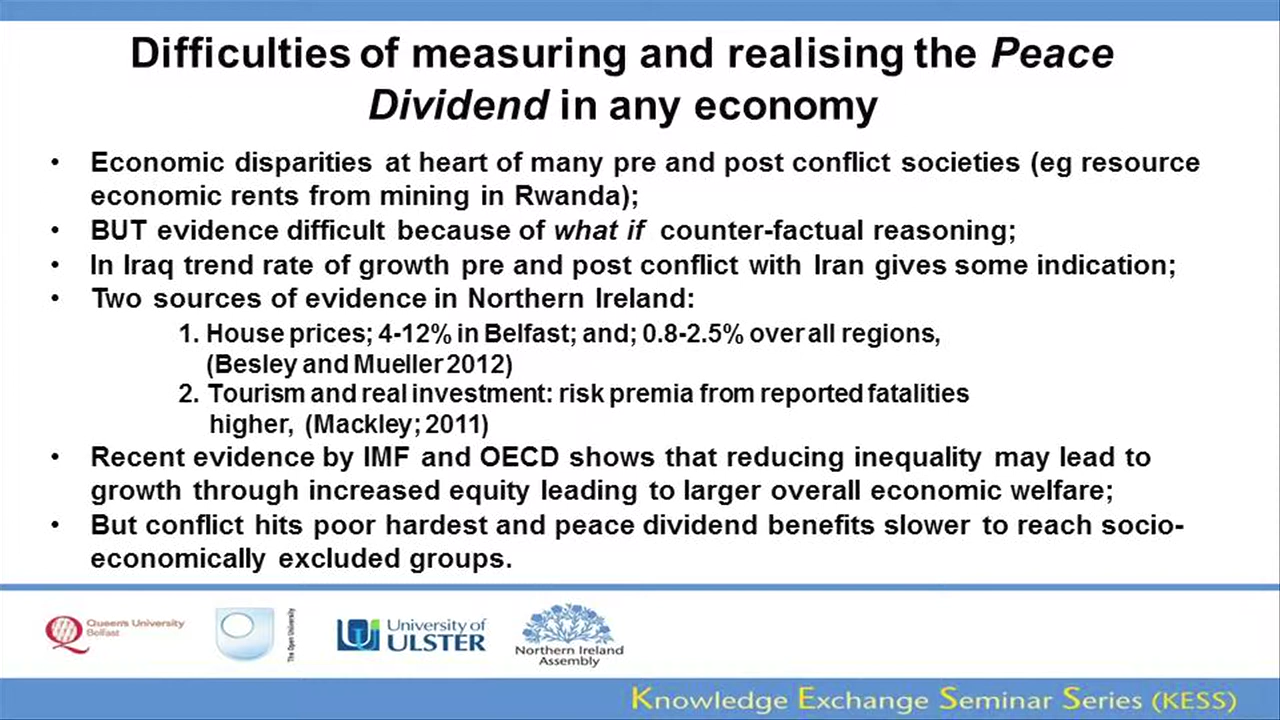 Difficulties of measuring and realising the Peace
Dividend in any economy
• Economic disparities at heart of many pre and post conflict societies (eg resource
economic rents from mining in Rwanda);
• BUT evidence difficult because of what if counter-factual reasoning;
• In Iraq trend rate of growth pre and post conflict with Iran gives some indication;
• Two sources of evidence in Northern Ireland:
1. House prices; 4-12% in Belfast; and; 0.8-2.5% over all regions,
(Besley and Mueller 2012)
2. Tourism and real investment: risk premia from reported fatalities
higher, (Mackley; 2011)
• Recent evidence by IMF and OECD shows that reducing inequality may lead to
growth through increased equity leading to larger overall economic welfare;
• But conflict hits poor hardest and peace dividend benefits slower to reach socio-
economically excluded groups.
Queen's University
Belfast
The Open University
University of
ULSTER
Northern Ireland
Assembly
Knowledge Exchange Seminar Series (KESS)